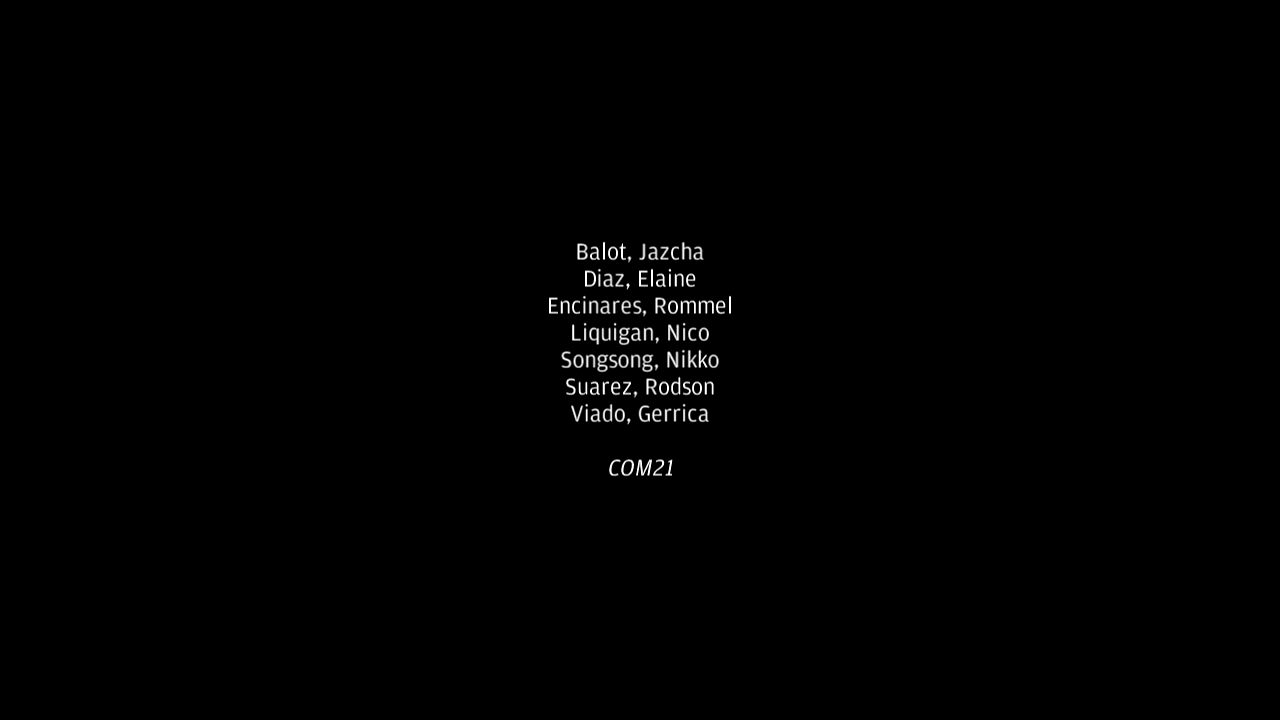 Balot, Jazcha
Diaz, Elaine
Encinares, Rommel
Liquigan, Nico
Songsong, Nikko
Suarez, Rodson
Viado, Gerrica
COM21